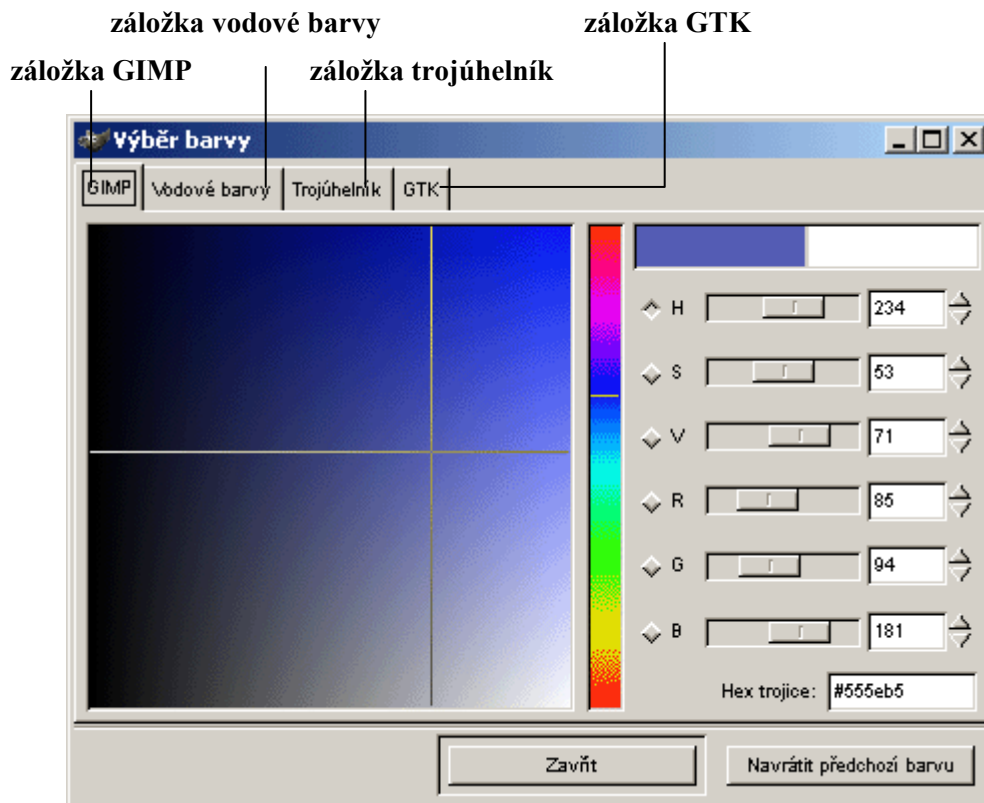 záložka vodové barvy
záložka GTK
záložka GIMP
záložka trojúhelník
Výběr barvy
GIMP
Vodové barvy
Trojúhelník
GTK
H 234
S 53
V 71
R 85
G 94
B 181
Hex trojice: #555eb5
Zavřít
Navrátit předchozí barvu